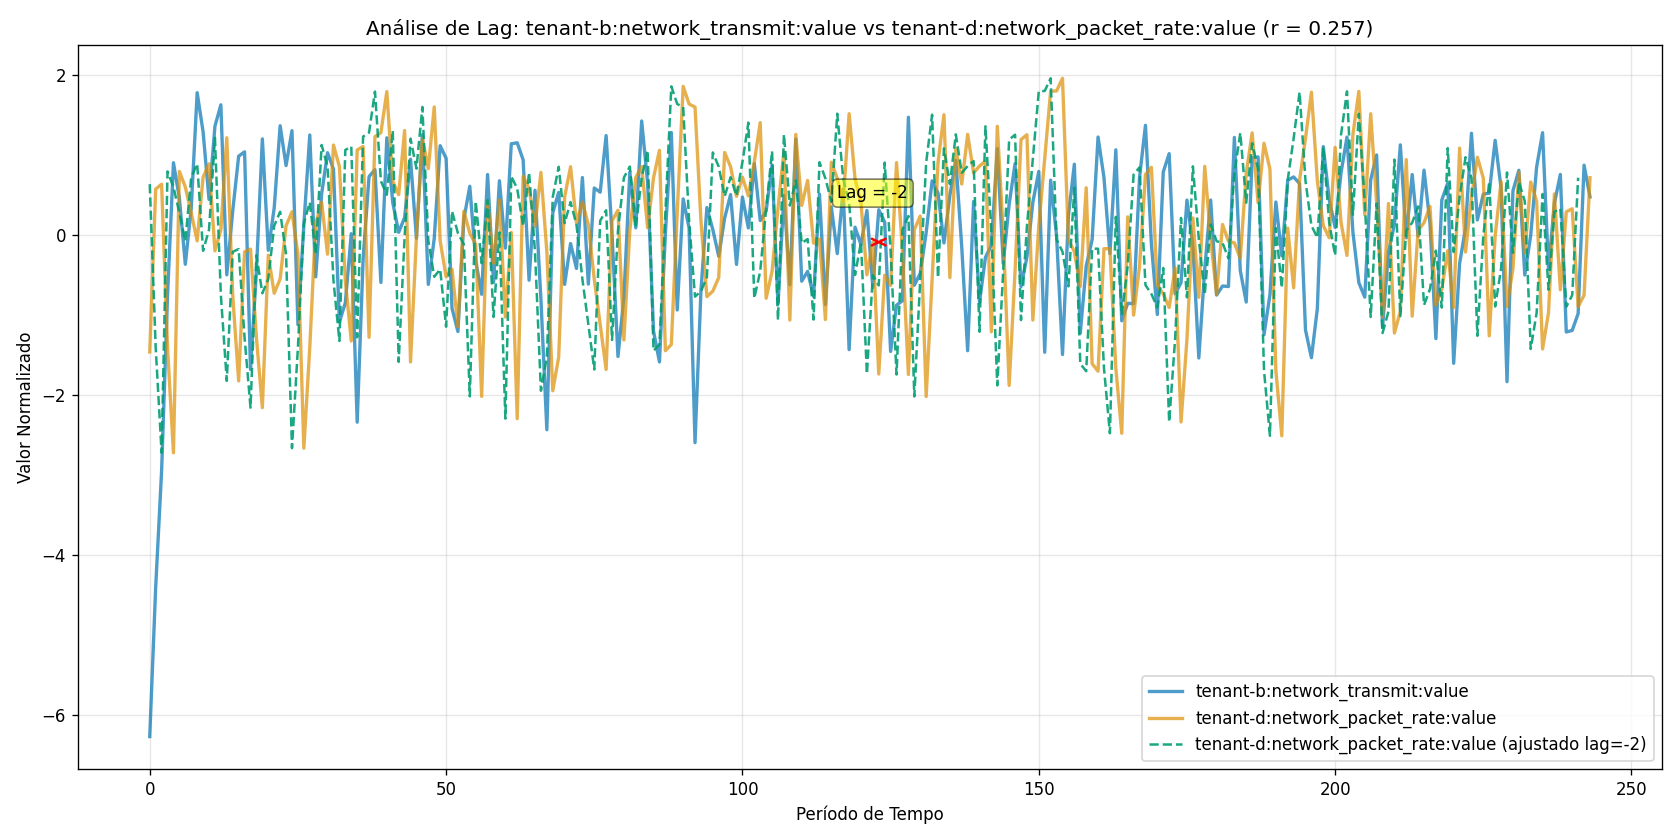 Análise de Lag: tenant-b:network_transmit:value vs tenant-d:network_packet_rate:value (r = 0.257)
Valor Normalizado
2
0
−2
−4
−6
Lag = -2
tenant-b:network_transmit:value
tenant-d:network_packet_rate:value
tenant-d:network_packet_rate:value (ajustado lag=-2)
0 50 100 150 200 250
Período de Tempo